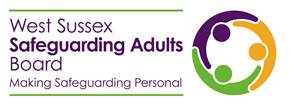 West Sussex
Safeguarding Adults
Board
Making Safeguarding Personal